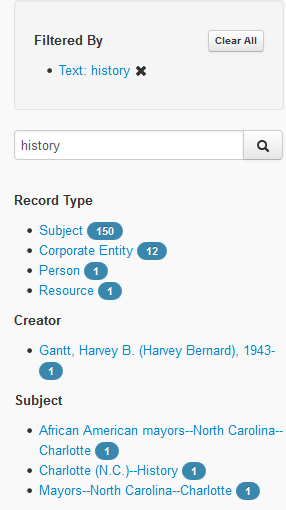 Filtered By
Clear All
Text: history ✖
history
Record Type
Subject 150
Corporate Entity 12
Person 1
Resource 1
Creator
Gantt, Harvey B. (Harvey Bernard), 1943-
1
Subject
African American mayors--North Carolina--
Charlotte 1
Charlotte (N.C.)--History 1
Mayors--North Carolina--Charlotte 1